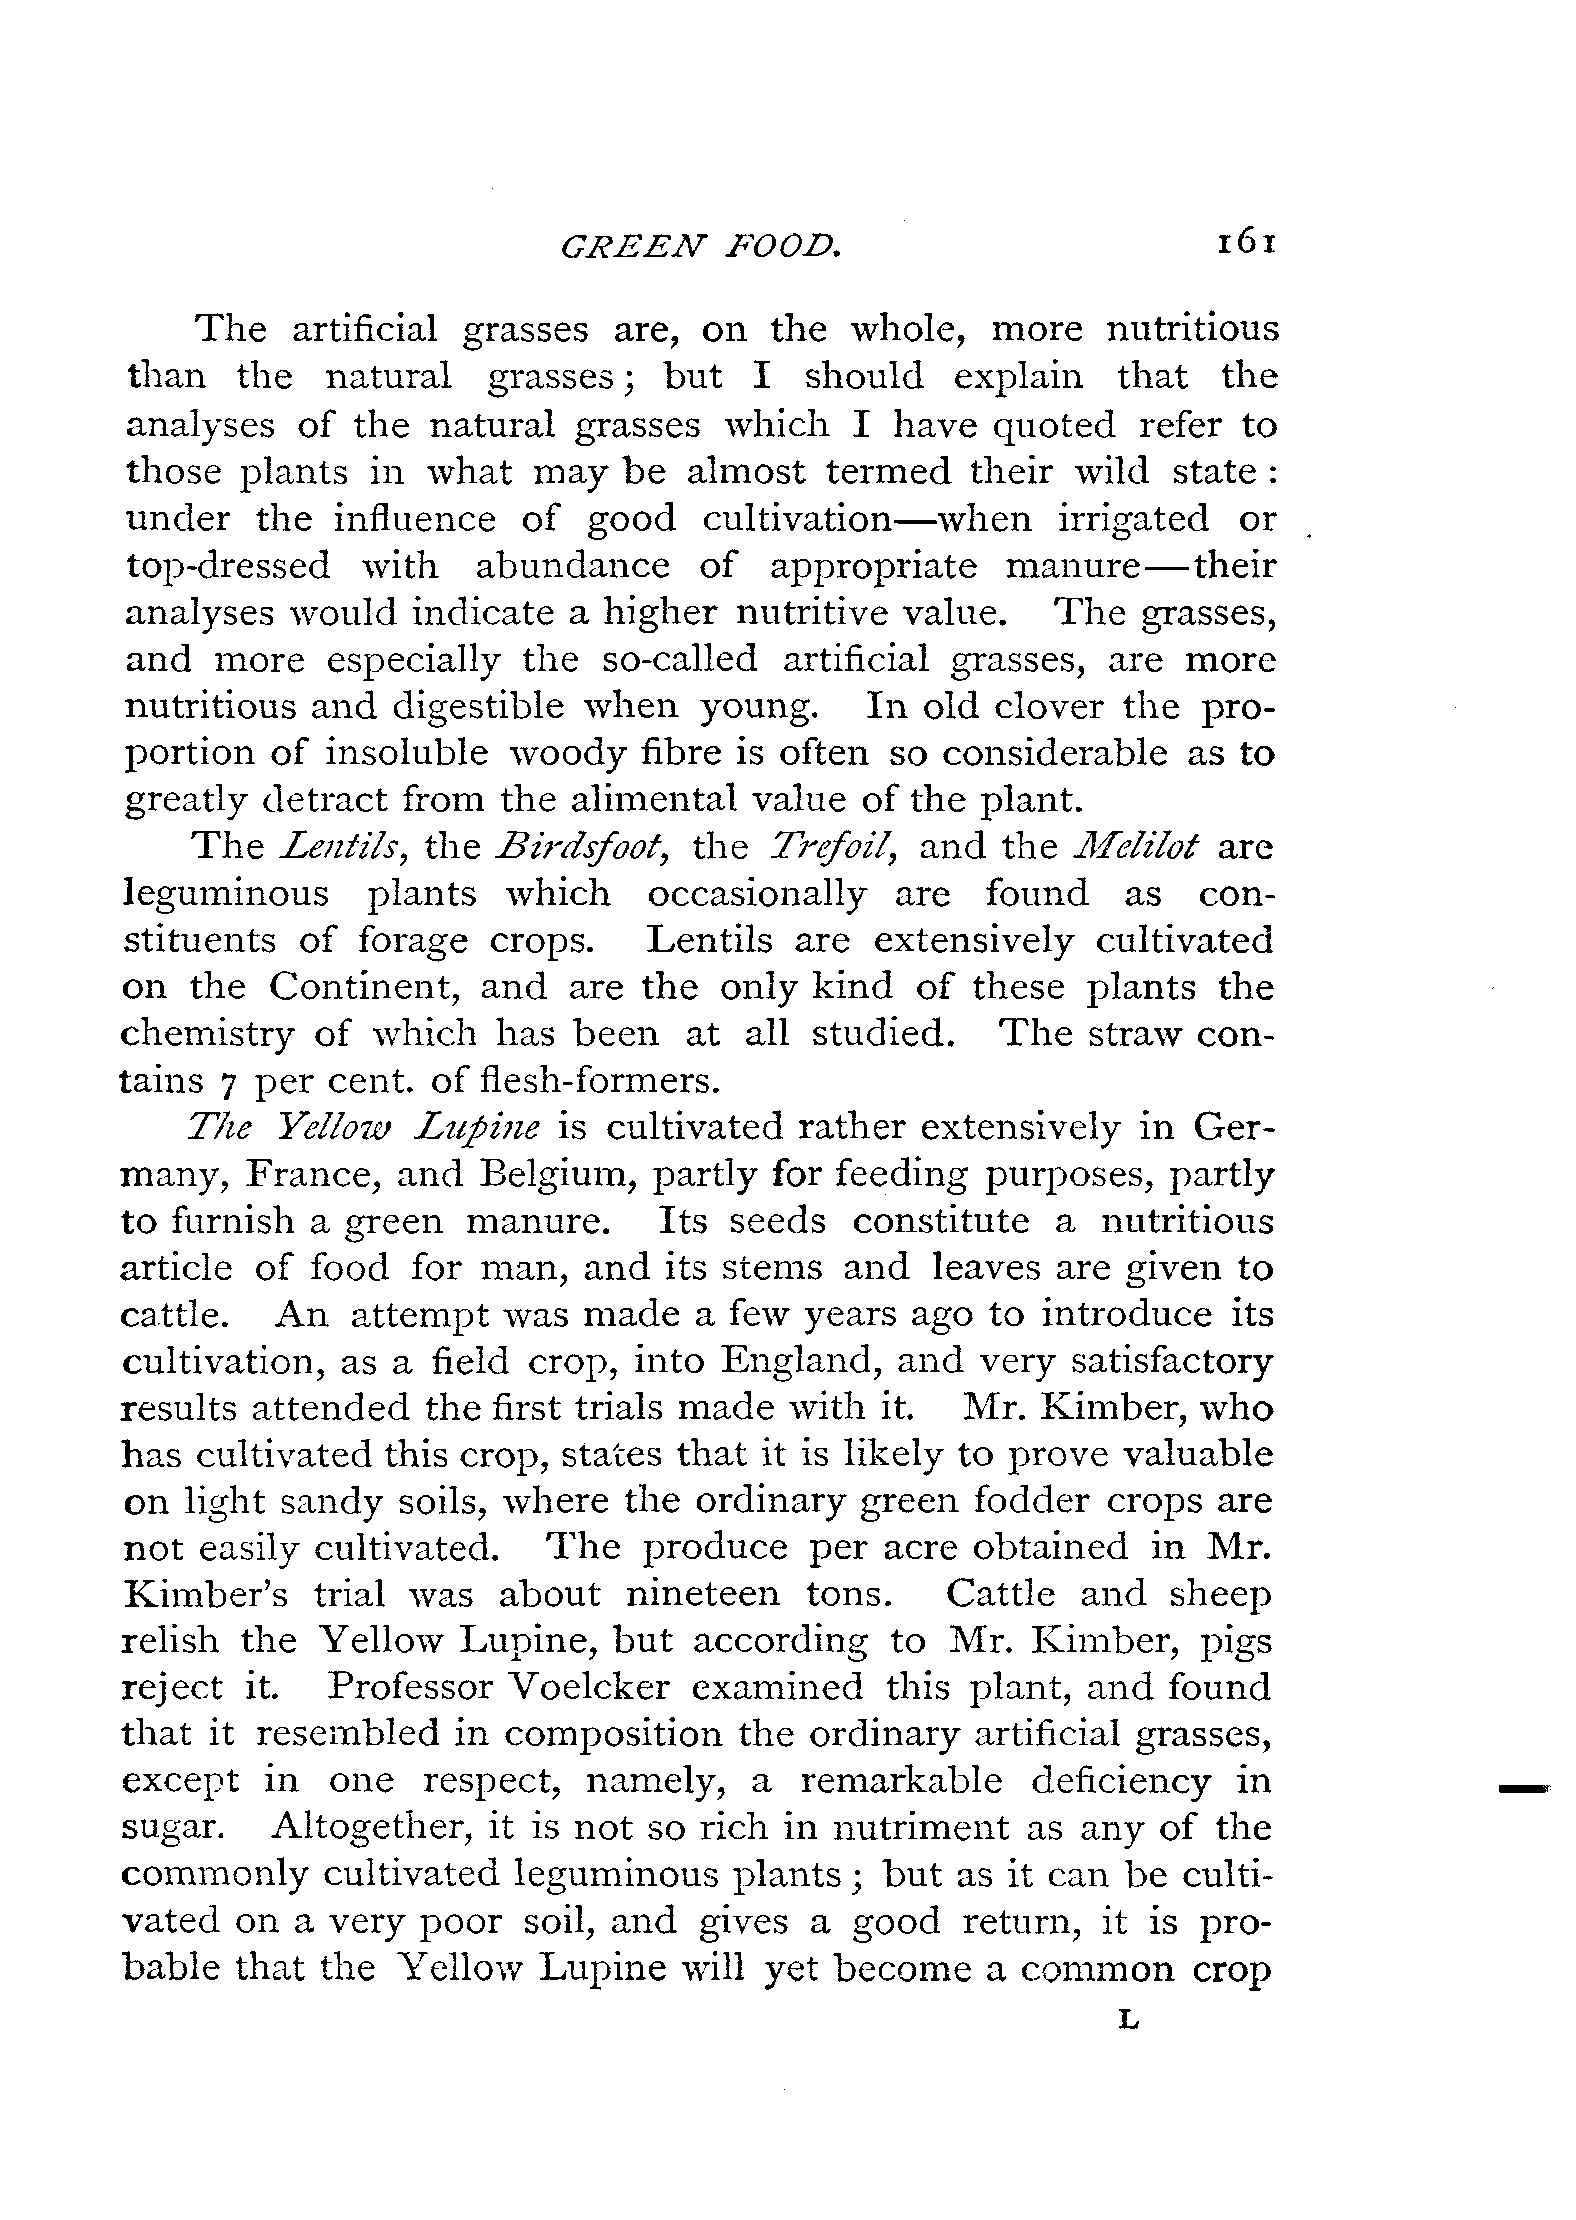 GREEN FOOD. 161
The artificial grasses are, on the whole, more nutritious
than the natural grasses; but I should explain that the
analyses of the natural grasses which I have quoted refer to
those plants in what may be almost termed their wild state:
under the influence of good cultivation—when irrigated or
top-dressed with abundance of appropriate manure—their
analyses would indicate a higher nutritive value. The grasses,
and more especially the so-called artificial grasses, are more
nutritious and digestible when young. In old clover the pro-
portion of insoluble woody fibre is often so considerable as to
greatly detract from the alimental value of the plant.
The Lentils, the Birdsfoot, the Trefoil, and the Melilot are
leguminous plants which occasionally are found as con-
stituents of forage crops. Lentils are extensively cultivated
on the Continent, and are the only kind of these plants the
chemistry of which has been at all studied. The straw con-
tains 7 per cent. of flesh-formers.
The Yellow Lupine is cultivated rather extensively in Ger-
many, France, and Belgium, partly for feeding purposes, partly
to furnish a green manure. Its seeds constitute a nutritious
article of food for man, and its stems and leaves are given to
cattle. An attempt was made a few years ago to introduce its
cultivation, as a field crop, into England, and very satisfactory
results attended the first trials made with it. Mr. Kimber, who
has cultivated this crop, states that it is likely to prove valuable
on light sandy soils, where the ordinary green fodder crops are
not easily cultivated. The produce per acre obtained in Mr.
Kimber's trial was about nineteen tons. Cattle and sheep
relish the Yellow Lupine, but according to Mr. Kimber, pigs
reject it. Professor Voelcker examined this plant, and found
that it resembled in composition the ordinary artificial grasses,
except in one respect, namely, a remarkable deficiency in
sugar. Altogether, it is not so rich in nutriment as any of the
commonly cultivated leguminous plants; but as it can be culti-
vated on a very poor soil, and gives a good return, it is pro-
bable that the Yellow Lupine will yet become a common crop
L